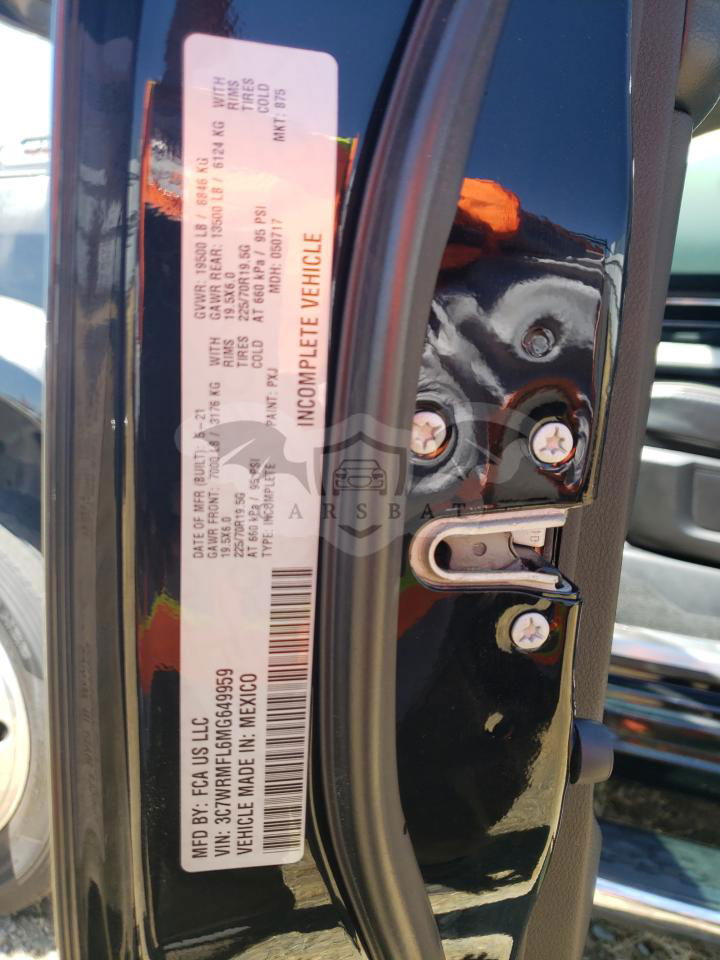 MFD BY: FCA US LLC
VIN: 3C7WRMFL6MG649959
VEHICLE MADE IN: MEXICO
DATE OF MFR (BUILT): 5-21 GVWR: 19500 LB / 8846 KG
GAWR FRONT: 7000 LB / 3176 KG WITH GAWR REAR: 13500 LB / 6124 KG WITH
19.5X6.0 RIMS 19.5X6.0 RIMS
225/70R19.5G TIRES 225/70R19.5G TIRES
AT 660 kPa / 95 PSI COLD AT 660 kPa / 95 PSI COLD
TYPE: INCOMPLETE PAINT: PXJ MDH: 050717 MKT: 875
INCOMPLETE VEHICLE
ARSBAT